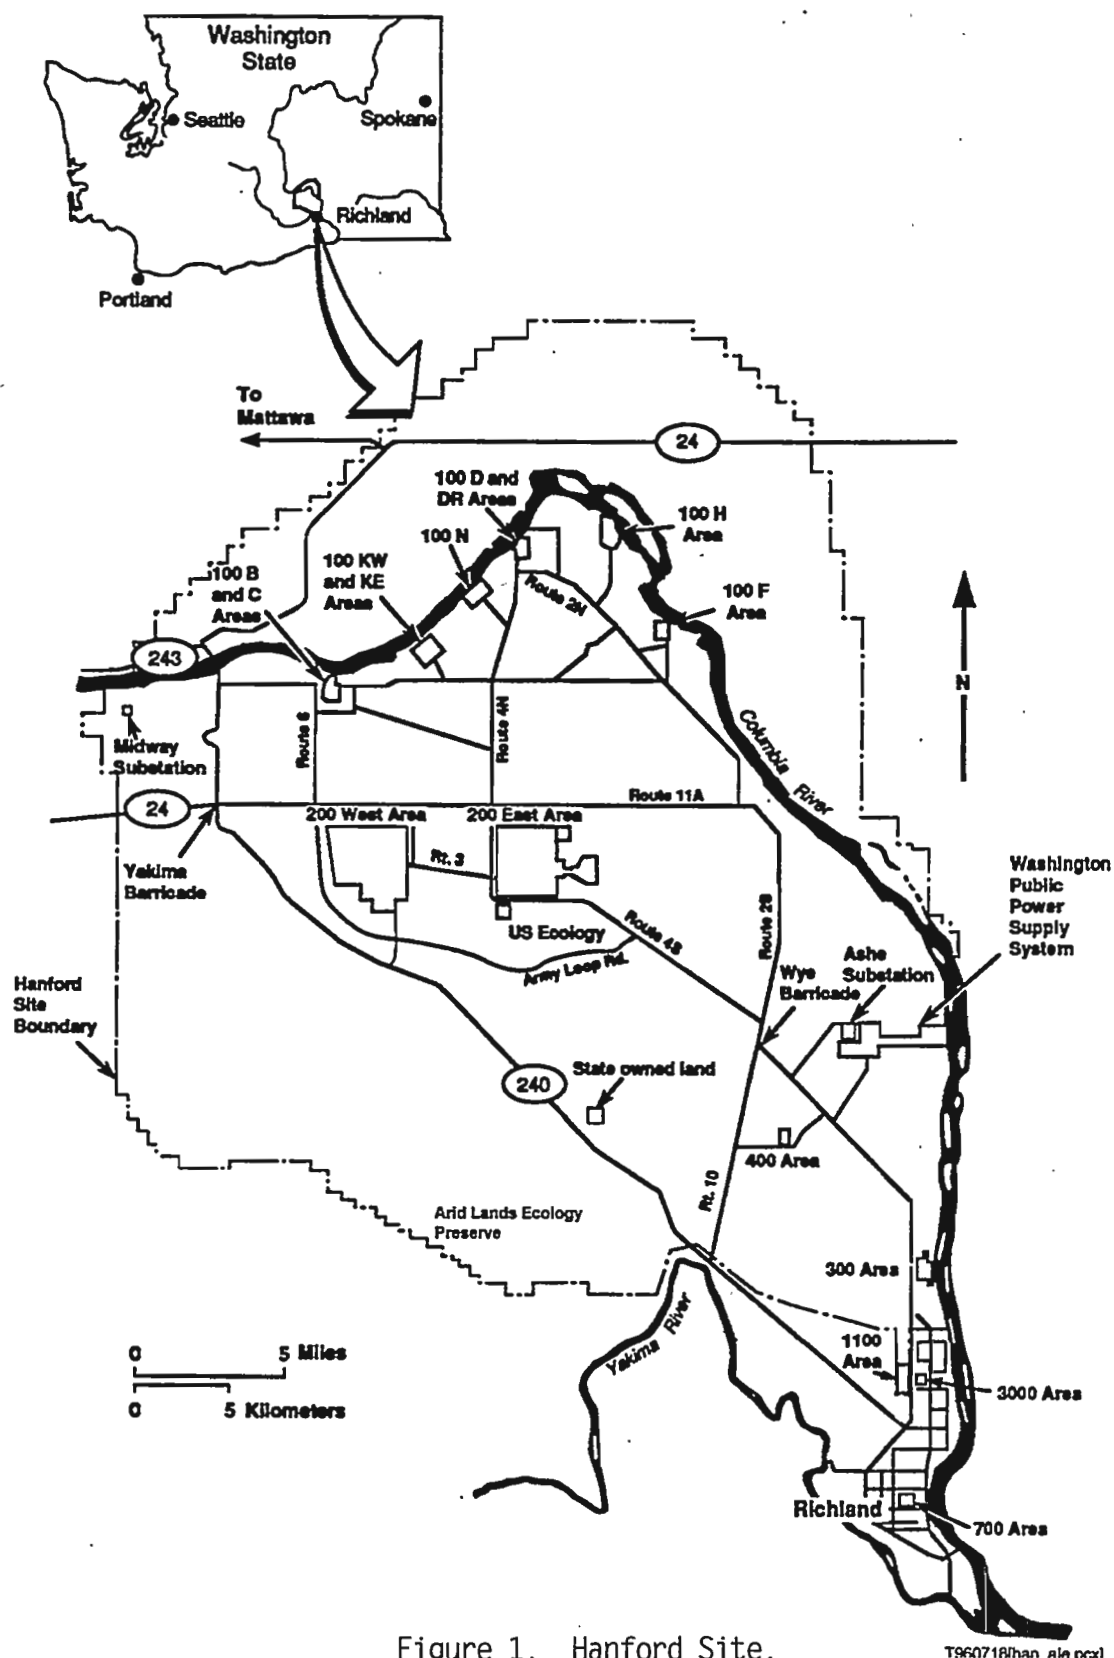 Washington
State
Seattle
Spokane
Richland
Portland
To
Mattawa
24
100 D and
DR Areas
100 H
Area
100 N
100 KW
and KE
Areas
100 B
and C
Areas
100 F
Area
Route 2N
243
N
Midway
Substation
Route 6
Route 4N
Columbia River
24
Route 11A
200 West Area
200 East Area
Rt. 3
Yakima
Barricade
US Ecology
Route 4S
Route 2S
Army Loop Rd.
Washington
Public
Power
Supply
System
Ashe
Substation
Wye
Barricade
Hanford
Site
Boundary
240
State owned land
400 Area
Rt. 10
Arid Lands Ecology
Preserve
300 Area
Yakima River
1100
Area
3000 Area
0 5 Miles
0 5 Kilometers
Richland
700 Area
Figure 1. Hanford Site.